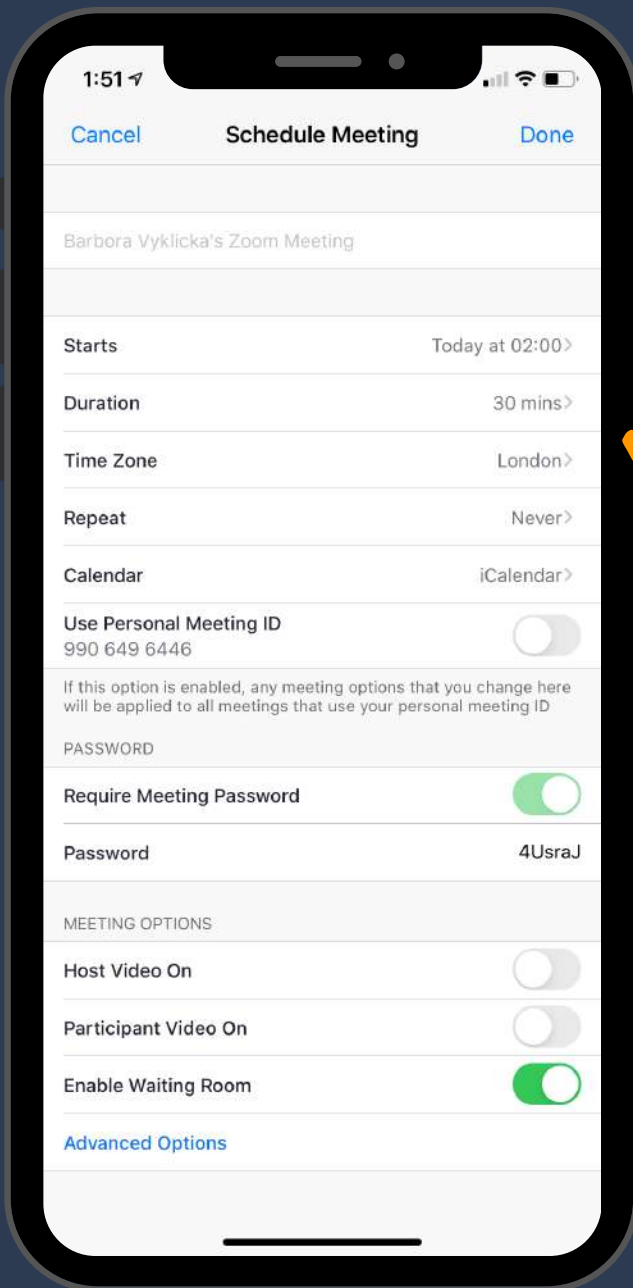 1:51
Cancel Schedule Meeting Done
Barbora Vyklicka's Zoom Meeting
Starts Today at 02:00
Duration 30 mins
Time Zone London
Repeat Never
Calendar iCalendar
Use Personal Meeting ID
990 649 6446
If this option is enabled, any meeting options that you change here
will be applied to all meetings that use your personal meeting ID
PASSWORD
Require Meeting Password
Password 4UsraJ
MEETING OPTIONS
Host Video On
Participant Video On
Enable Waiting Room
Advanced Options